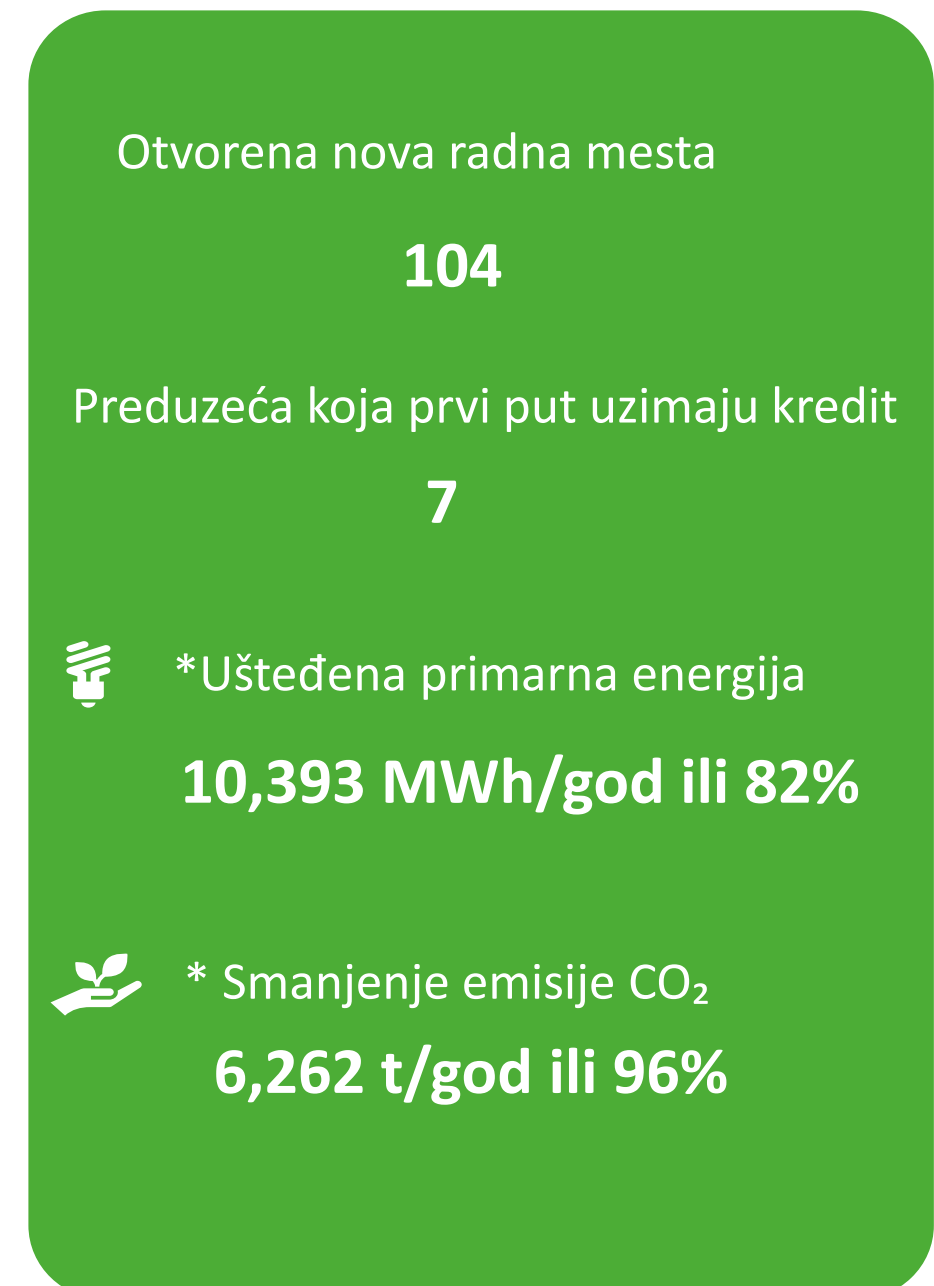 Otvorena nova radna mesta
104
Preduzeća koja prvi put uzimaju kredit
7
*Ušteđena primarna energija
10,393 MWh/god ili 82%
* Smanjenje emisije CO₂
6,262 t/god ili 96%